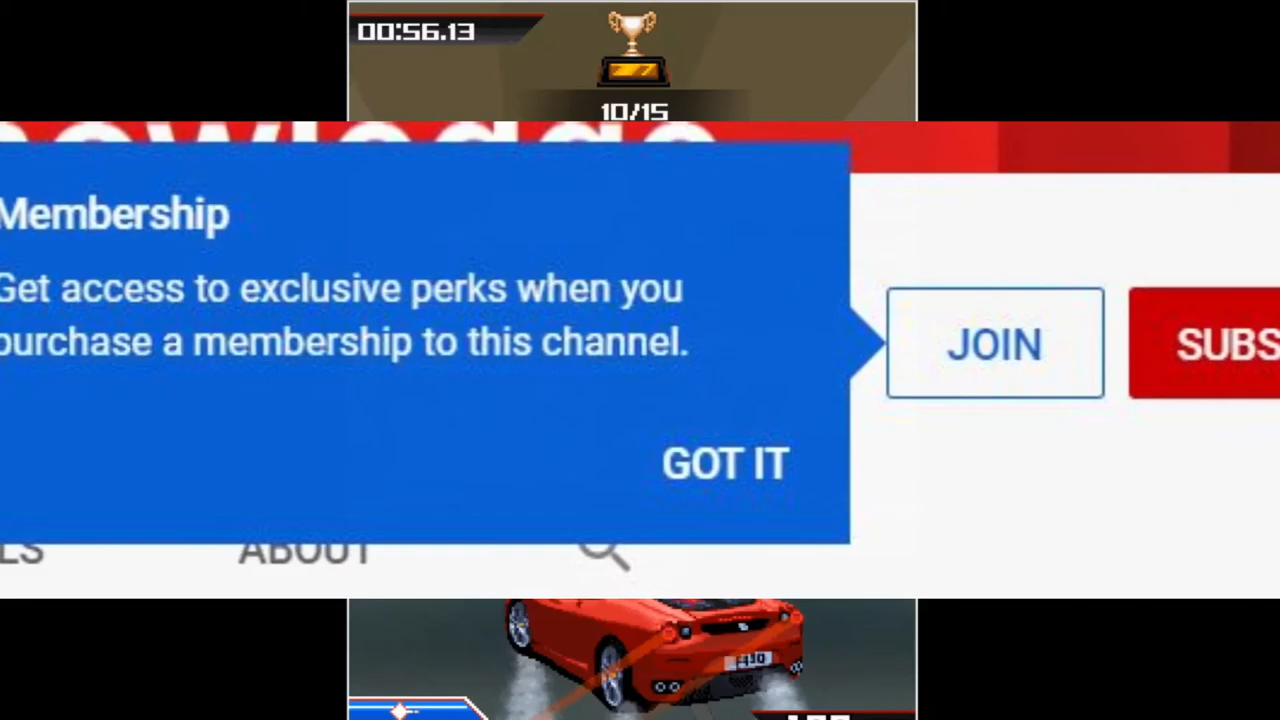 00:56.13
10/15
Membership
Get access to exclusive perks when you
purchase a membership to this channel.
JOIN
SUBS
GOT IT
LS
ABOUT